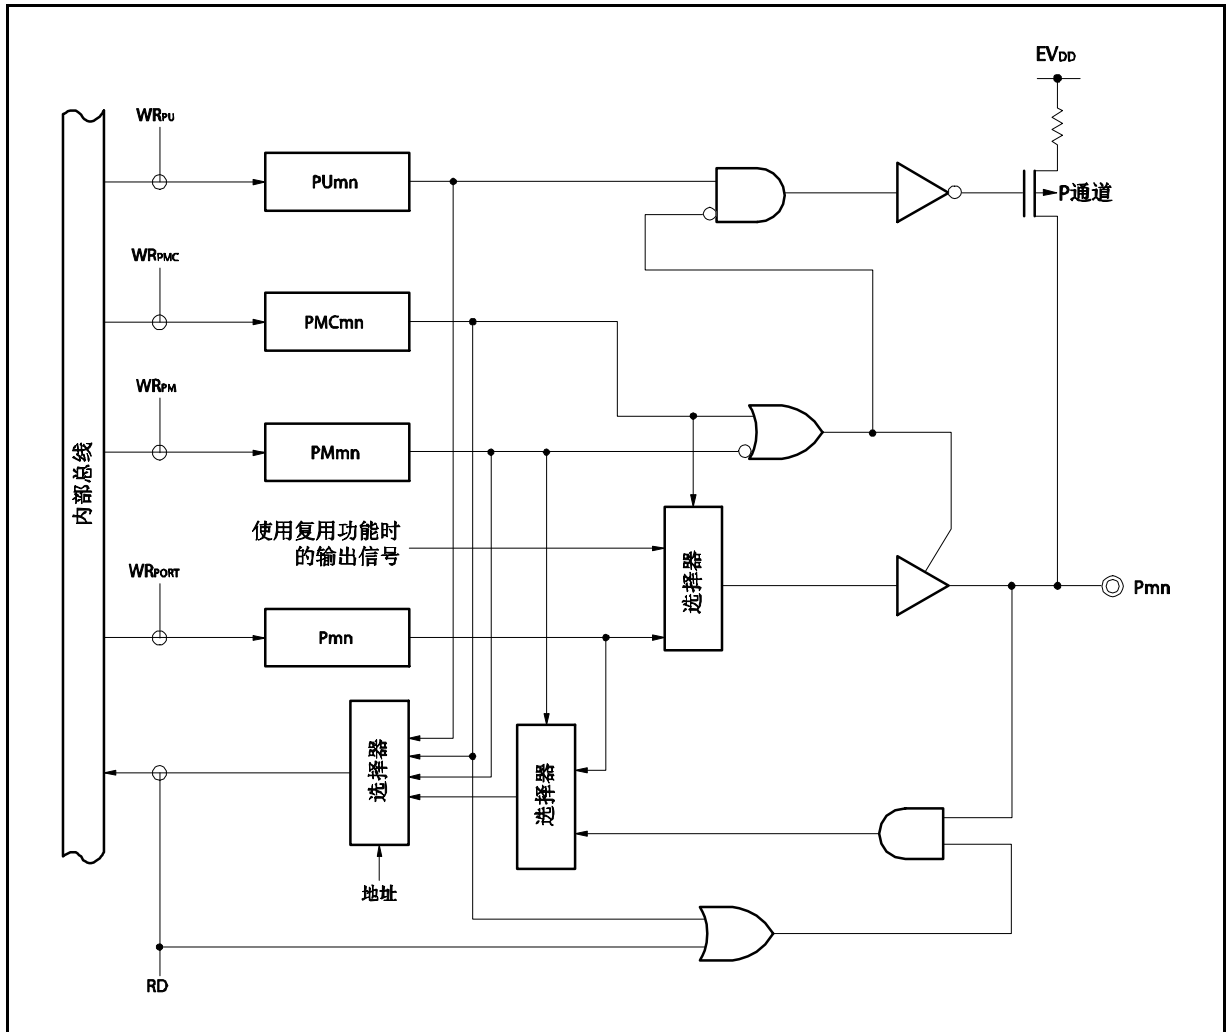 EVDD
WRPU
PUmn
P通道
WRPMC
PMCmn
WRPM
PMmn
内部总线
使用复用功能时
的输出信号
选择器
WRPORT
Pmn
Pmn
选择器
选择器
地址
RD